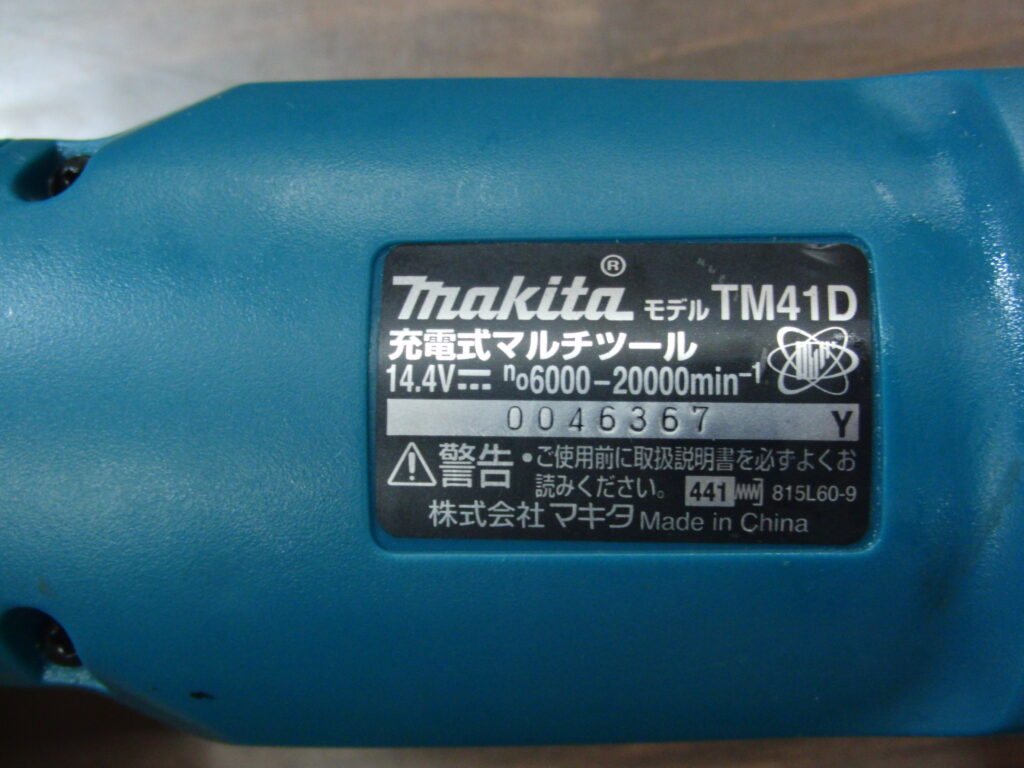 makita® モデル TM41D
充電式マルチツール
14.4V⎓ n₀6000-20000min⁻¹
0046367 Y
⚠警告・ご使用前に取扱説明書を必ずよくお
読みください。 441 815L60-9
株式会社マキタ Made in China